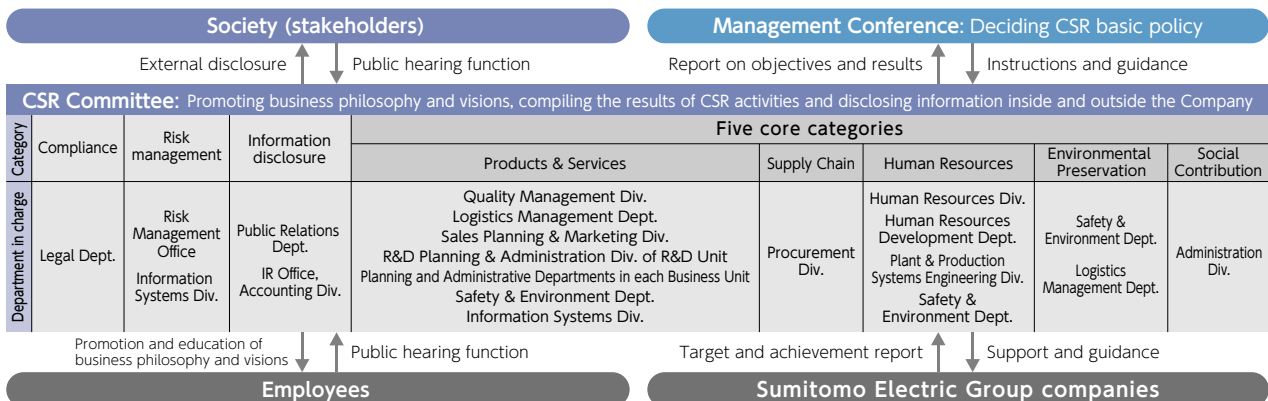 Society (stakeholders)
Management Conference: Deciding CSR basic policy
External disclosure
Public hearing function
Report on objectives and results
Instructions and guidance
CSR Committee: Promoting business philosophy and visions, compiling the results of CSR activities and disclosing information inside and outside the Company
Category
Compliance
Risk
management
Information
disclosure
Five core categories
Products & Services
Supply Chain
Human Resources
Environmental
Preservation
Social
Contribution
Department in charge
Legal Dept.
Risk
Management
Office
Information
Systems Div.
Public Relations
Dept.
IR Office,
Accounting Div.
Quality Management Div.
Logistics Management Dept.
Sales Planning & Marketing Div.
R&D Planning & Administration Div. of R&D Unit
Planning and Administrative Departments in each Business Unit
Safety & Environment Dept.
Information Systems Div.
Procurement
Div.
Human Resources Div.
Human Resources
Development Dept.
Plant & Production
Systems Engineering Div.
Safety &
Environment Dept.
Safety &
Environment Dept.
Logistics
Management Dept.
Administration
Div.
Promotion and education of
business philosophy and visions
Public hearing function
Target and achievement report
Support and guidance
Employees
Sumitomo Electric Group companies